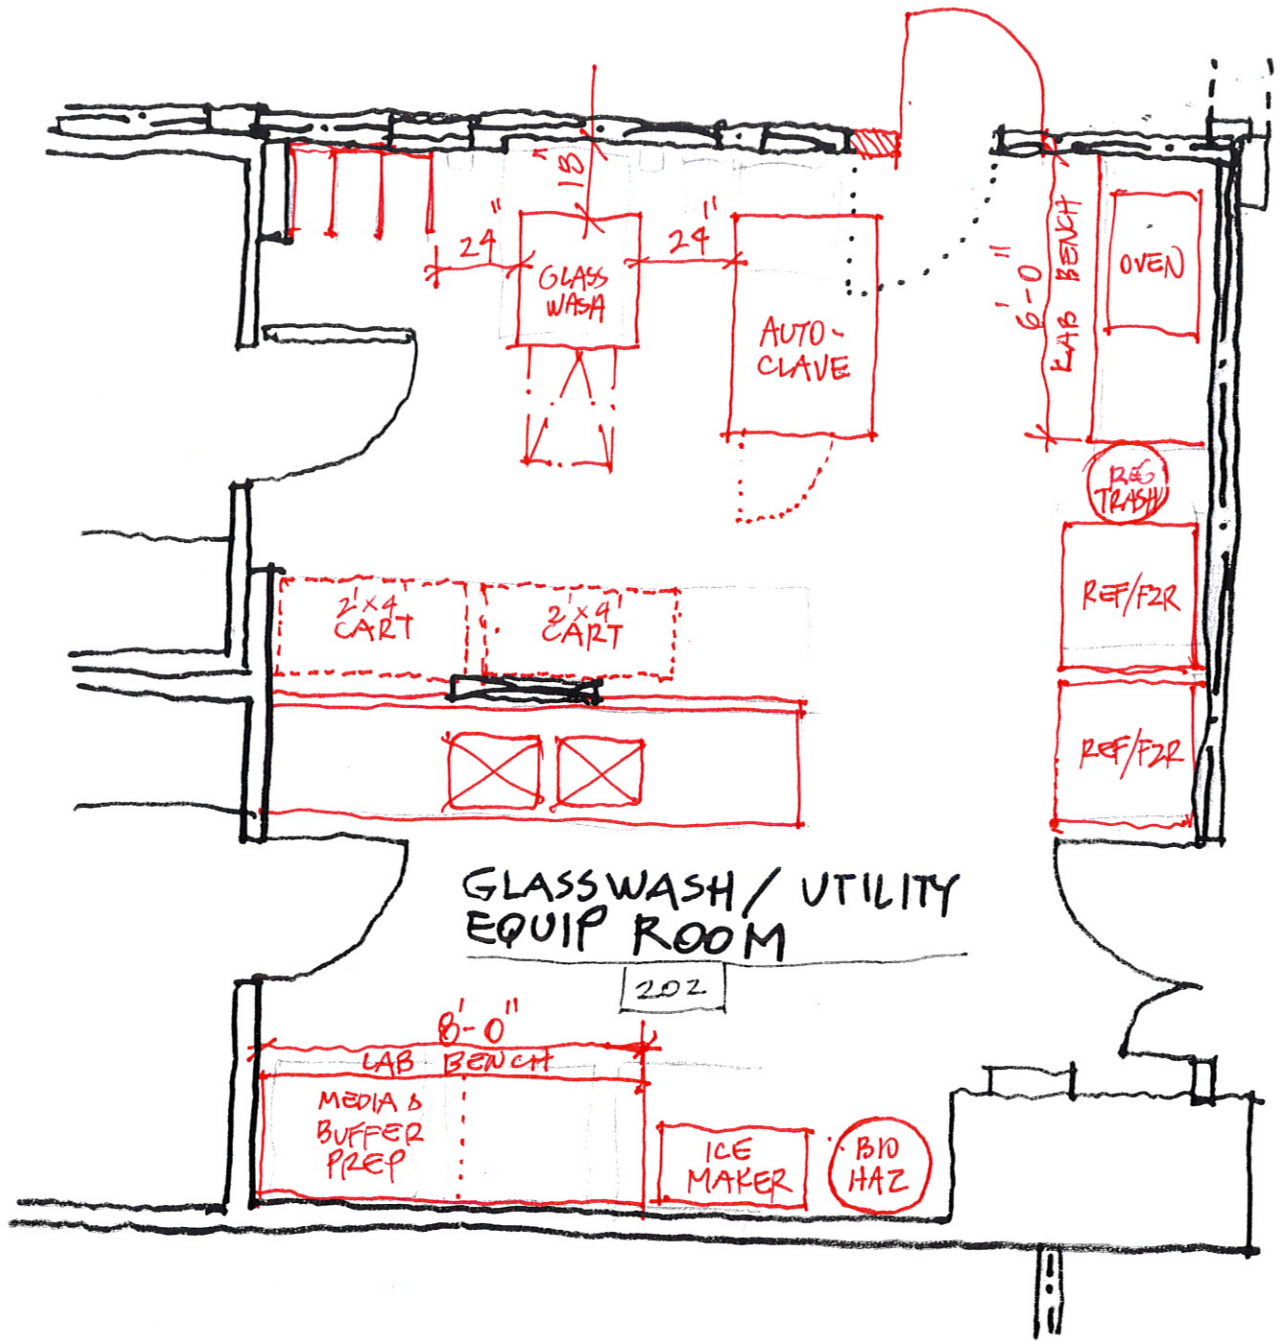 18"
24"
24"
GLASS
WASH
AUTO-
CLAVE
6'-0"
LAB BENCH
OVEN
REG
TRASH
2'x4'
CART
2'x4'
CART
REF/FZR
REF/FZR
GLASSWASH / UTILITY
EQUIP ROOM
202
8'-0"
LAB BENCH
MEDIA &
BUFFER
PREP
ICE
MAKER
BIO
HAZ